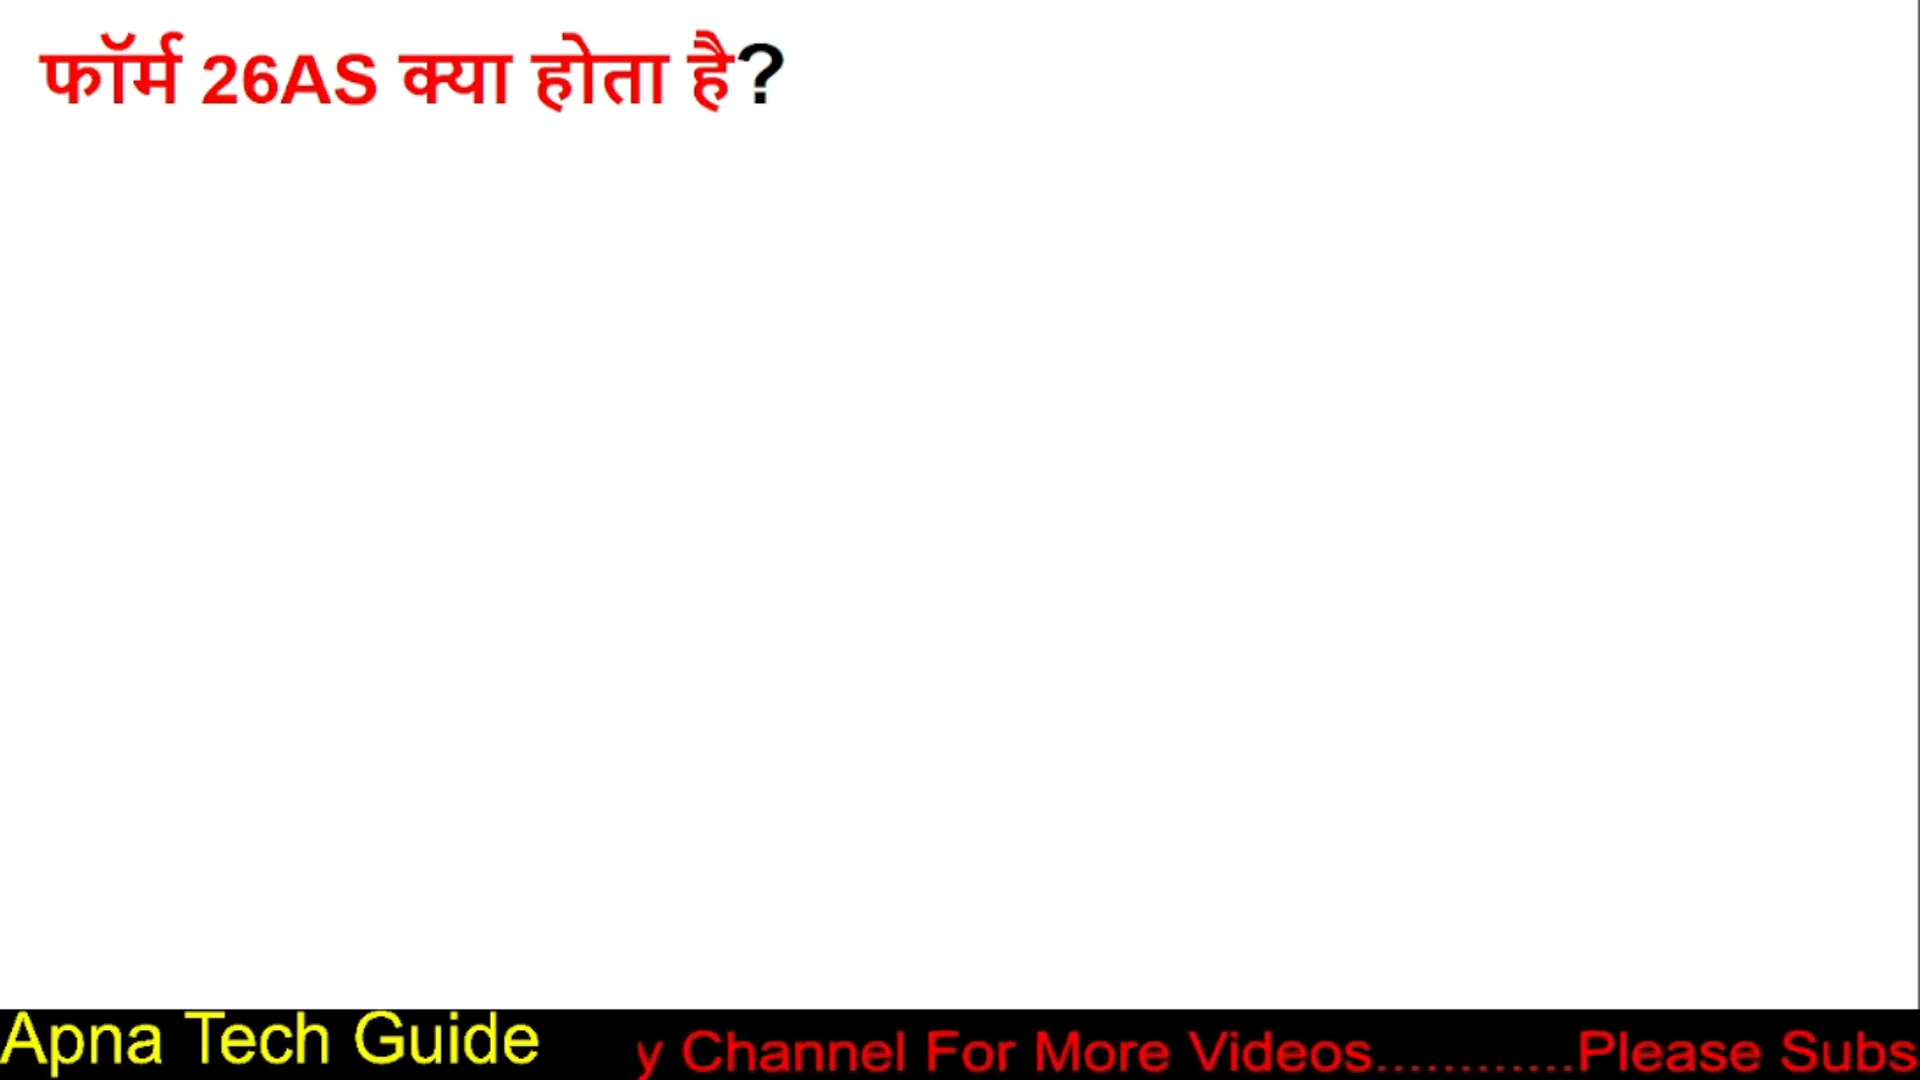 फॉर्म 26AS क्या होता है?
Apna Tech Guide
y Channel For More Videos............Please Subs